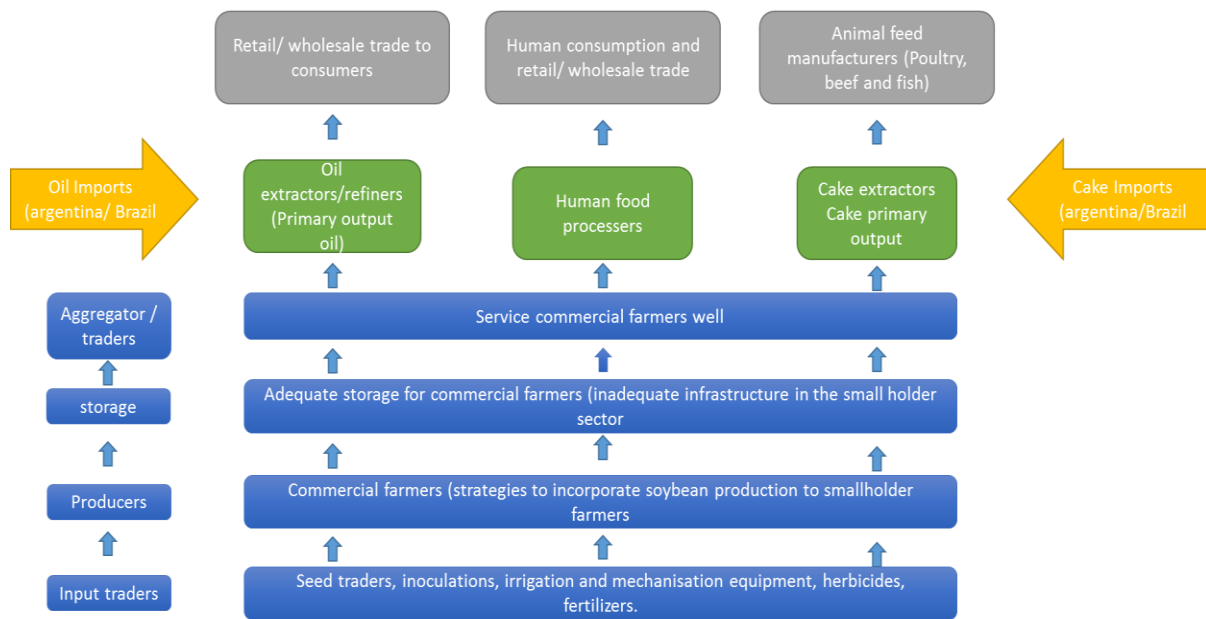 Retail/ wholesale trade to
consumers
Human consumption and
retail/ wholesale trade
Animal feed
manufacturers (Poultry,
beef and fish)
Oil Imports
(argentina/ Brazil
Oil
extractors/refiners
(Primary output
oil)
Human food
processers
Cake extractors
Cake primary
output
Cake Imports
(argentina/Brazil
Aggregator /
traders
Service commercial farmers well
storage
Adequate storage for commercial farmers (inadequate infrastructure in the small holder
sector
Producers
Commercial farmers (strategies to incorporate soybean production to smallholder
farmers
Input traders
Seed traders, inoculations, irrigation and mechanisation equipment, herbicides,
fertilizers.